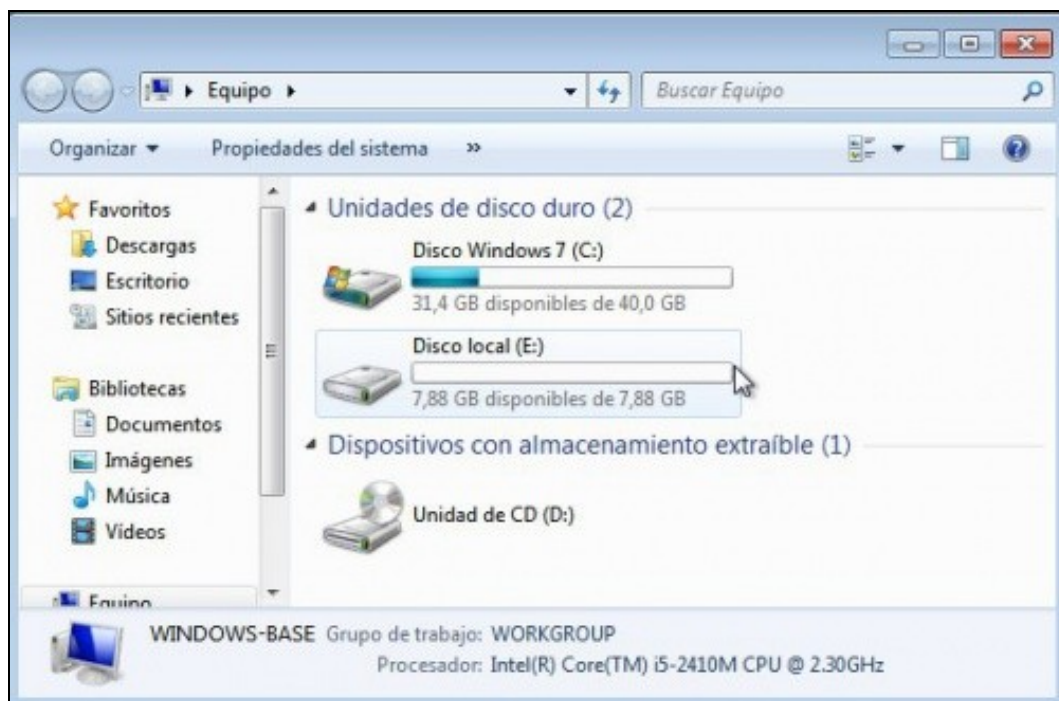 Equipo
Buscar Equipo
Organizar
Propiedades del sistema
»
Favoritos
Descargas
Escritorio
Sitios recientes
Bibliotecas
Documentos
Imágenes
Música
Vídeos
Equipo
Unidades de disco duro (2)
Disco Windows 7 (C:)
31,4 GB disponibles de 40,0 GB
Disco local (E:)
7,88 GB disponibles de 7,88 GB
Dispositivos con almacenamiento extraíble (1)
Unidad de CD (D:)
WINDOWS-BASE Grupo de trabajo: WORKGROUP
Procesador: Intel(R) Core(TM) i5-2410M CPU @ 2.30GHz